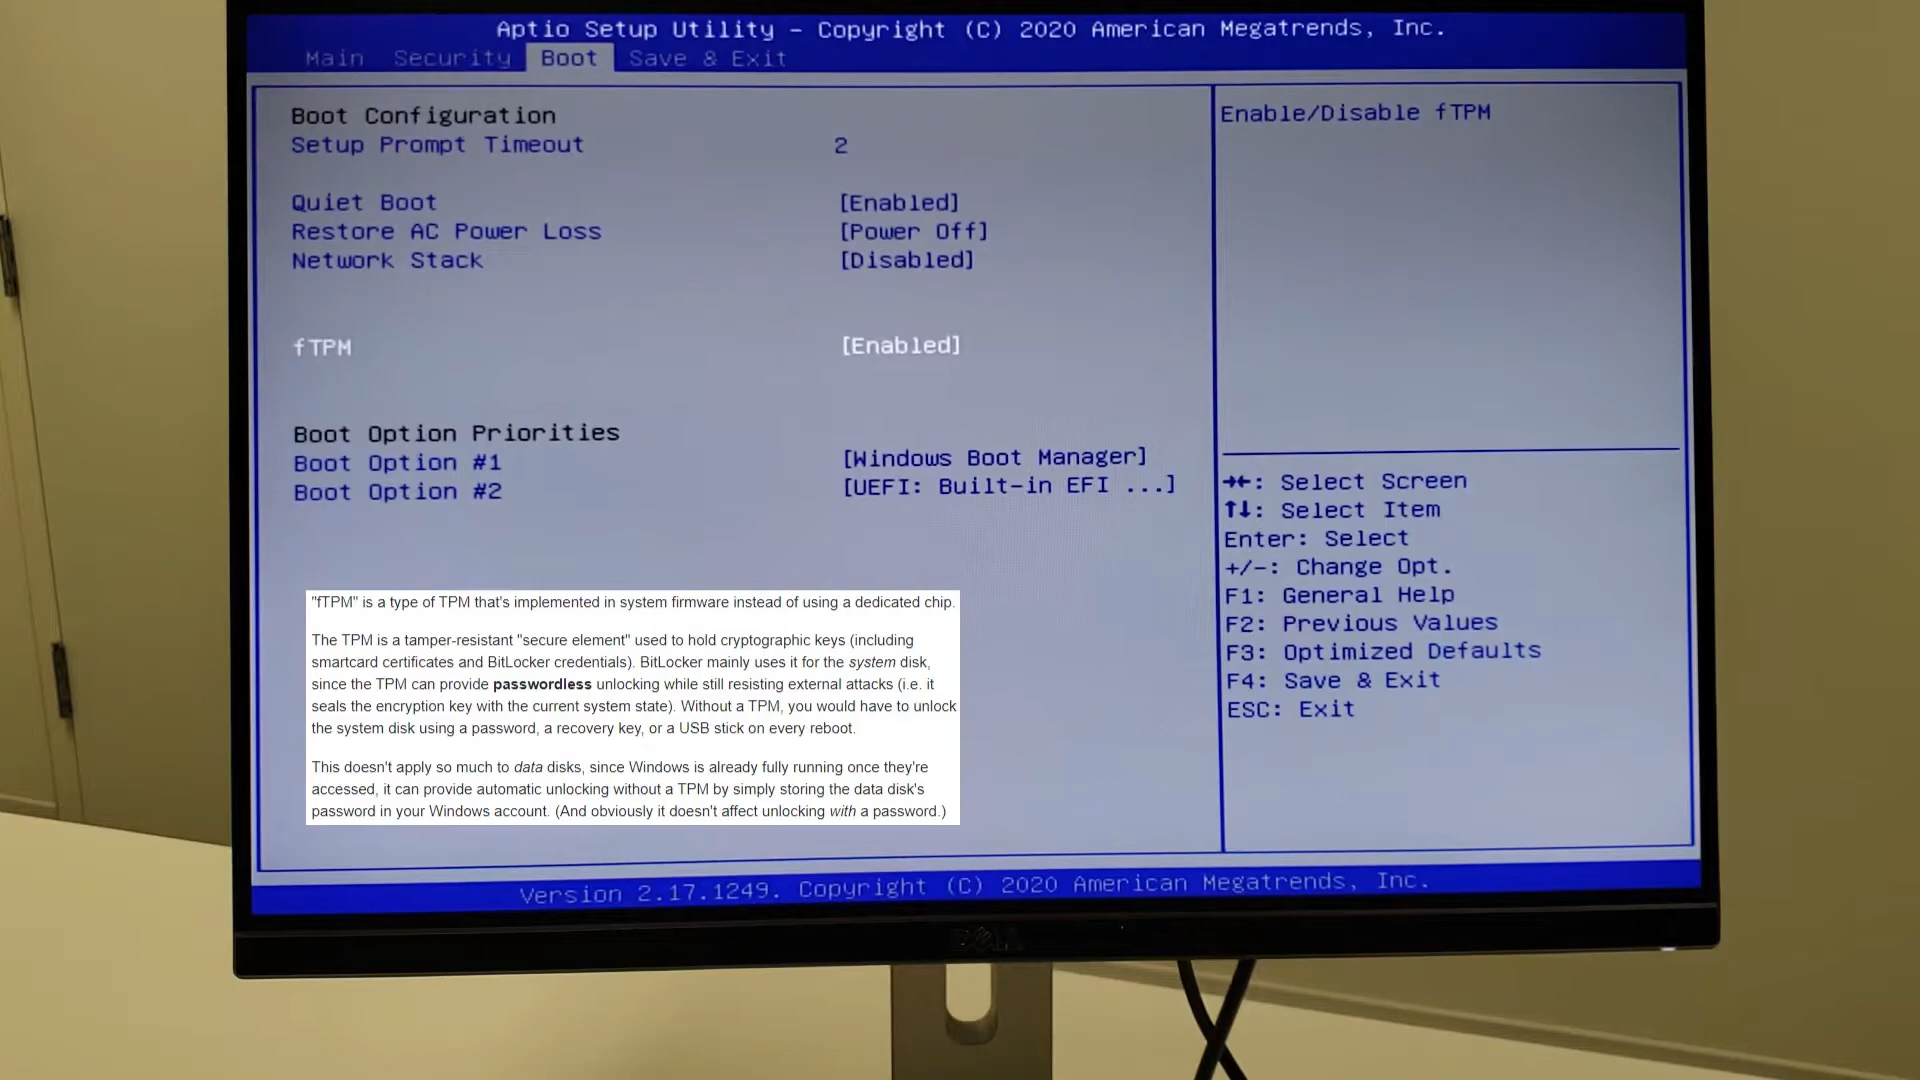 Aptio Setup Utility – Copyright (C) 2020 American Megatrends, Inc.
Main Security Boot Save & Exit
Boot Configuration
Setup Prompt Timeout 2
Quiet Boot [Enabled]
Restore AC Power Loss [Power Off]
Network Stack [Disabled]
fTPM [Enabled]
Boot Option Priorities
Boot Option #1 [Windows Boot Manager]
Boot Option #2 [UEFI: Built-in EFI ...]
"fTPM" is a type of TPM that's implemented in system firmware instead of using a dedicated chip.
The TPM is a tamper-resistant "secure element" used to hold cryptographic keys (including
smartcard certificates and BitLocker credentials). BitLocker mainly uses it for the system disk,
since the TPM can provide passwordless unlocking while still resisting external attacks (i.e. it
seals the encryption key with the current system state). Without a TPM, you would have to unlock
the system disk using a password, a recovery key, or a USB stick on every reboot.
This doesn't apply so much to data disks, since Windows is already fully running once they're
accessed, it can provide automatic unlocking without a TPM by simply storing the data disk's
password in your Windows account. (And obviously it doesn't affect unlocking with a password.)
Enable/Disable fTPM
→←: Select Screen
↑↓: Select Item
Enter: Select
+/-: Change Opt.
F1: General Help
F2: Previous Values
F3: Optimized Defaults
F4: Save & Exit
ESC: Exit
Version 2.17.1249. Copyright (C) 2020 American Megatrends, Inc.
DELL